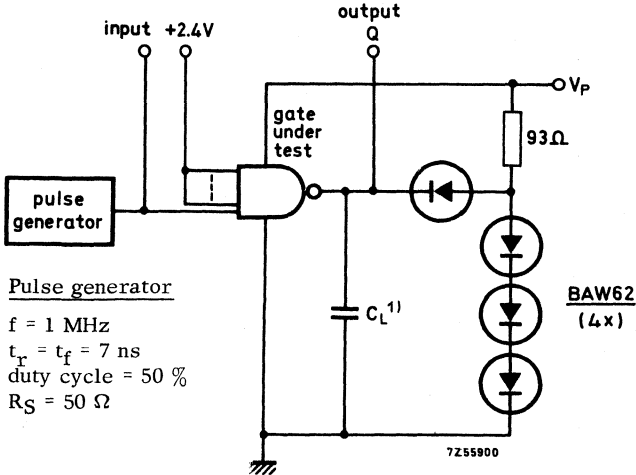 output
input +2.4V
Q
V_P
gate
under
test
93Ω
pulse
generator
Pulse generator
f = 1 MHz
t_r = t_f = 7 ns
duty cycle = 50 %
R_S = 50 Ω
C_L 1)
BAW62
(4x)
7Z55900